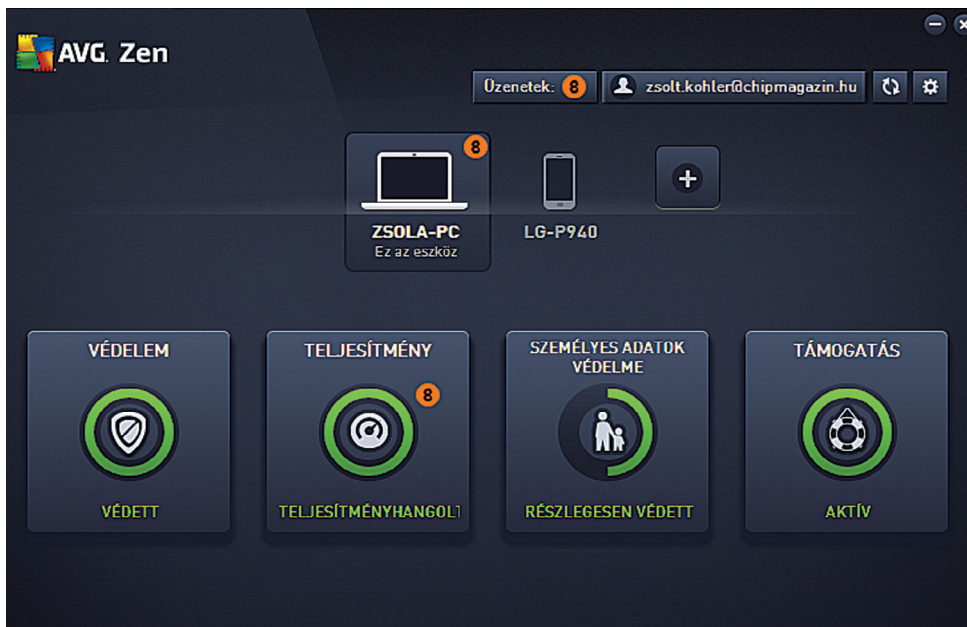 AVG. Zen
Üzenetek: 8
zsolt.kohler@chipmagazin.hu
8
ZSOLA-PC
Ez az eszköz
LG-P940
VÉDELEM
VÉDETT
TELJESÍTMÉNY
8
TELJESÍTMÉNYHANGOLT
SZEMÉLYES ADATOK
VÉDELME
RÉSZLEGESEN VÉDETT
TÁMOGATÁS
AKTÍV